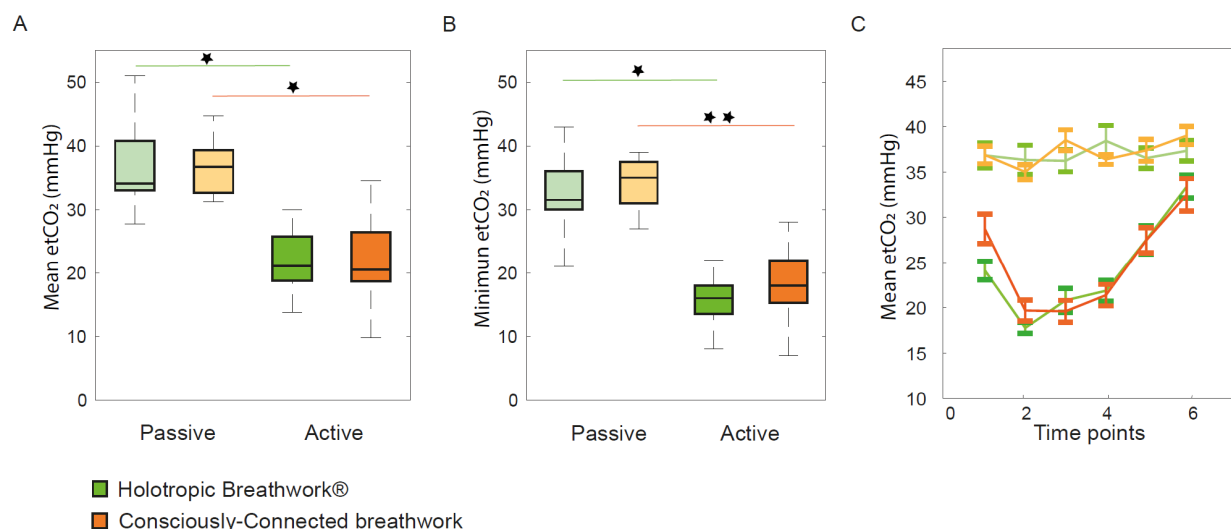 A
Mean etCO₂ (mmHg)
50
40
30
20
10
0
Passive
Active
B
Minimun etCO₂ (mmHg)
50
40
30
20
10
0
Passive
Active
C
Mean etCO₂ (mmHg)
45
40
35
30
25
20
15
10
0
2
4
6
Time points
Holotropic Breathwork®
Consciously-Connected breathwork